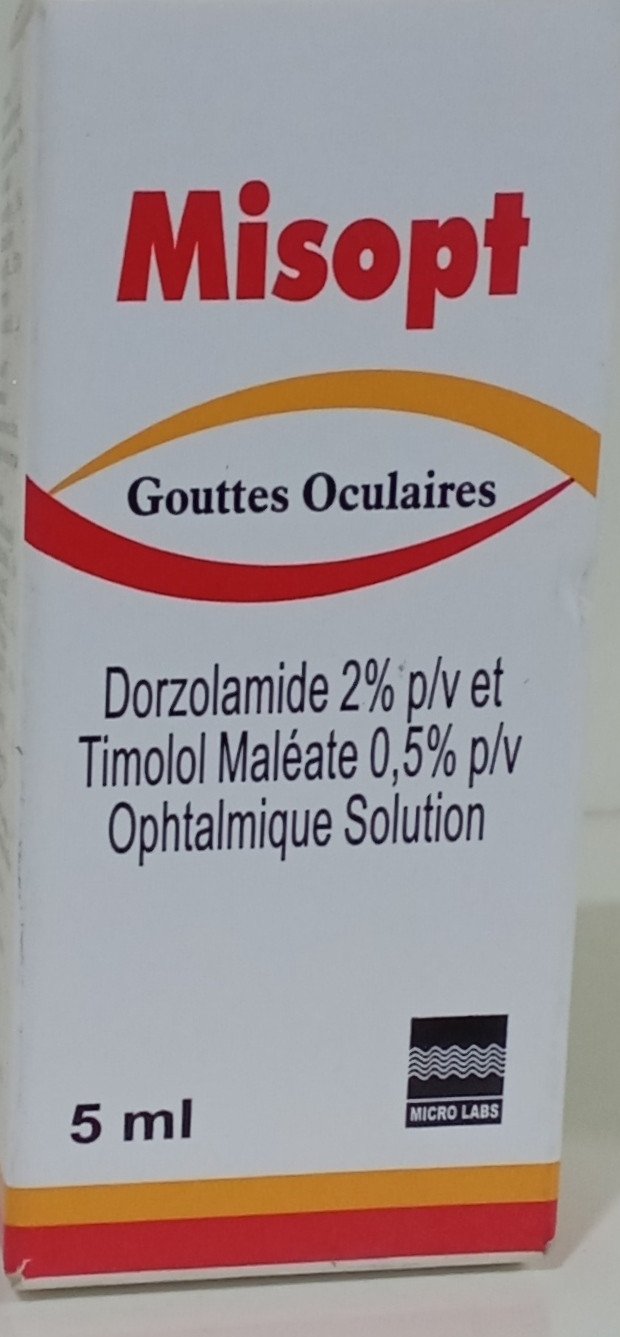 Misopt
Gouttes Oculaires
Dorzolamide 2% p/v et
Timolol Maléate 0,5% p/v
Ophtalmique Solution
5 ml
MICRO LABS